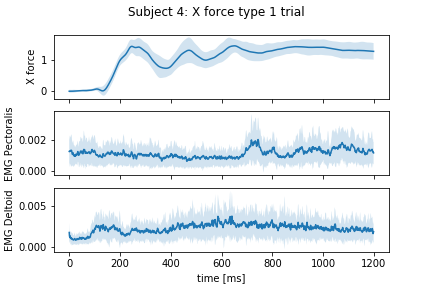 Subject 4: X force type 1 trial
X force
1
0
EMG Pectoralis
0.002
0.000
EMG Deltoid
0.005
0.000
0 200 400 600 800 1000 1200
time [ms]